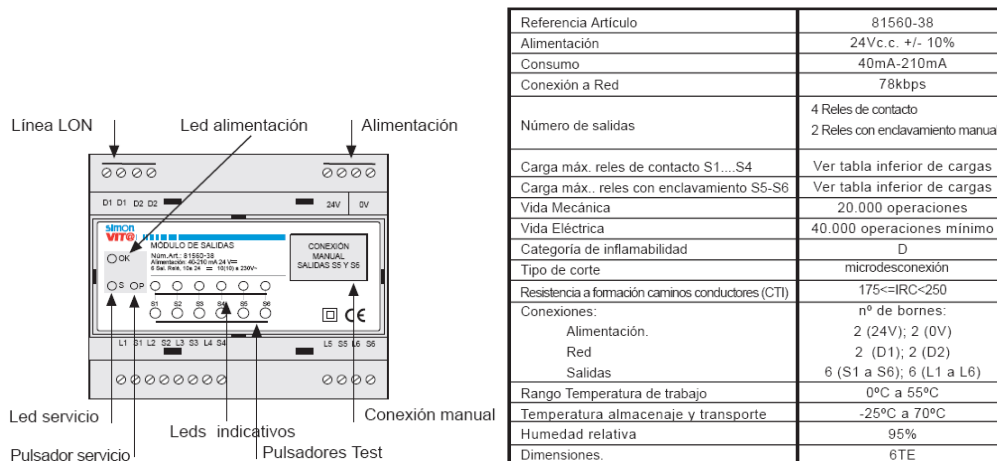 Línea LON
Led alimentación
Alimentación
D1 D1 D2 D2
24V 0V
simon
VIT@
MÓDULO DE SALIDAS
Núm.Art.: 81560-38
Alimentación: 40-210 mA 24 V
6 Sal. Relé, 10a 24 10(10) a 230V~
CONEXIÓN
MANUAL
SALIDAS S5 Y S6
OK
S P
S1 S2 S3 S4 S5 S6
CE
L1 S1 L2 S2 L3 S3 L4 S4
L5 S5 L6 S6
Led servicio
Leds indicativos
Conexión manual
Pulsador servicio
Pulsadores Test
Referencia Artículo 81560-38
Alimentación 24Vc.c. +/- 10%
Consumo 40mA-210mA
Conexión a Red 78kbps
Número de salidas 4 Reles de contacto
2 Reles con enclavamiento manual
Carga máx. reles de contacto S1....S4 Ver tabla inferior de cargas
Carga máx.. reles con enclavamiento S5-S6 Ver tabla inferior de cargas
Vida Mecánica 20.000 operaciones
Vida Eléctrica 40.000 operaciones mínimo
Categoría de inflamabilidad D
Tipo de corte microdesconexión
Resistencia a formación caminos conductores (CTI) 175<=IRC<250
Conexiones: nº de bornes:
Alimentación. 2 (24V); 2 (0V)
Red 2 (D1); 2 (D2)
Salidas 6 (S1 a S6); 6 (L1 a L6)
Rango Temperatura de trabajo 0ºC a 55ºC
Temperatura almacenaje y transporte -25ºC a 70ºC
Humedad relativa 95%
Dimensiones. 6TE